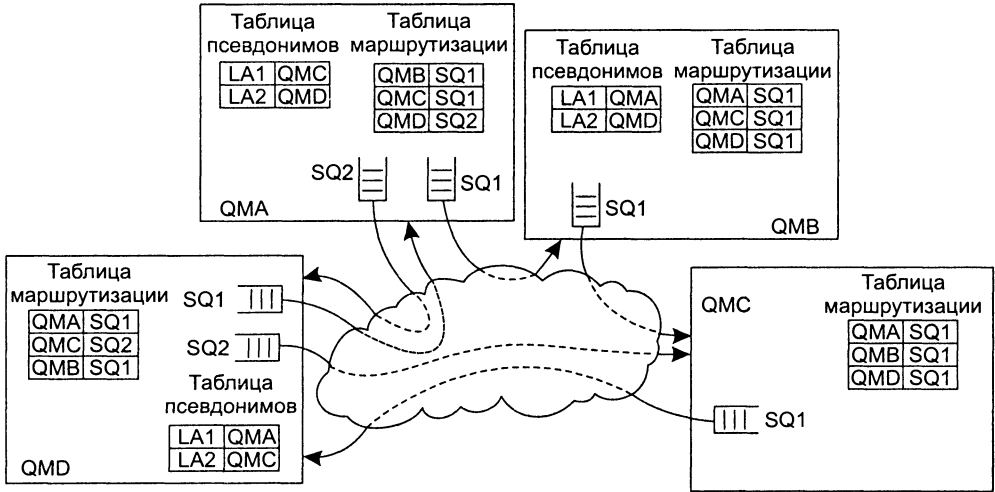 Таблица псевдонимов
LA1 QMC
LA2 QMD
Таблица маршрутизации
QMB SQ1
QMC SQ1
QMD SQ2
SQ2
SQ1
QMA
Таблица псевдонимов
LA1 QMA
LA2 QMD
Таблица маршрутизации
QMA SQ1
QMC SQ1
QMD SQ1
SQ1
QMB
Таблица маршрутизации
QMA SQ1
QMC SQ2
QMB SQ1
SQ1
SQ2
Таблица псевдонимов
LA1 QMA
LA2 QMC
QMD
QMC
Таблица маршрутизации
QMA SQ1
QMB SQ1
QMD SQ1
SQ1